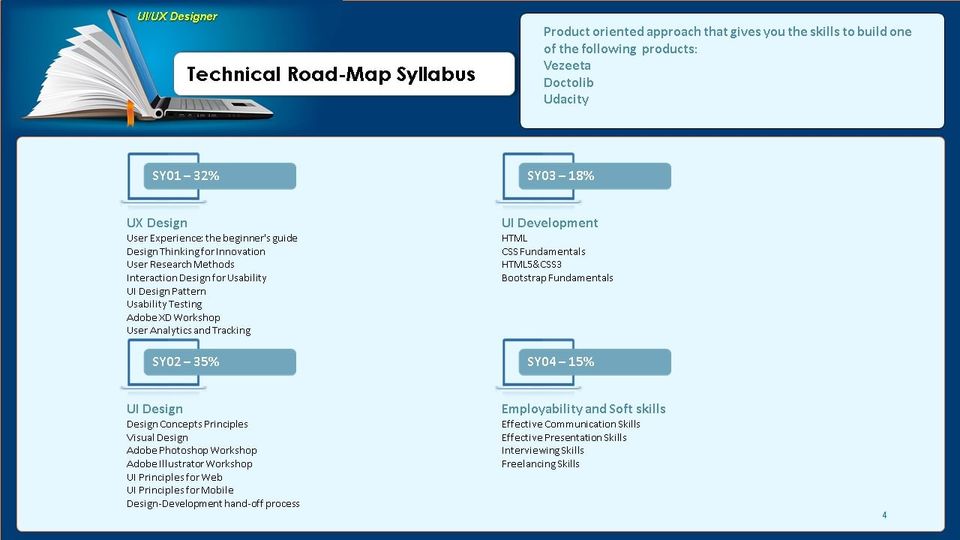 UI/UX Designer
Technical Road-Map Syllabus
Product oriented approach that gives you the skills to build one
of the following products:
Vezeeta
Doctolib
Udacity
SY01 – 32%
UX Design
User Experience: the beginner's guide
Design Thinking for Innovation
User Research Methods
Interaction Design for Usability
UI Design Pattern
Usability Testing
Adobe XD Workshop
User Analytics and Tracking
SY02 – 35%
UI Design
Design Concepts Principles
Visual Design
Adobe Photoshop Workshop
Adobe Illustrator Workshop
UI Principles for Web
UI Principles for Mobile
Design-Development hand-off process
SY03 – 18%
UI Development
HTML
CSS Fundamentals
HTML5&CSS3
Bootstrap Fundamentals
SY04 – 15%
Employability and Soft skills
Effective Communication Skills
Effective Presentation Skills
Interviewing Skills
Freelancing Skills
4